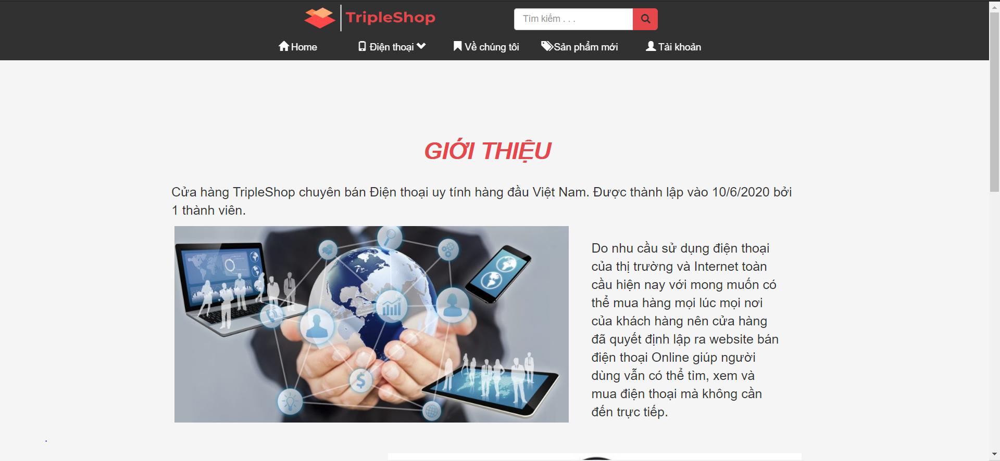 TripleShop
Tìm kiếm . . .
Home
Điện thoại
Về chúng tôi
Sản phẩm mới
Tài khoản
GIỚI THIỆU
Cửa hàng TripleShop chuyên bán Điện thoại uy tính hàng đầu Việt Nam. Được thành lập vào 10/6/2020 bởi
1 thành viên.
Do nhu cầu sử dụng điện thoại
của thị trường và Internet toàn
cầu hiện nay với mong muốn có
thể mua hàng mọi lúc mọi nơi
của khách hàng nên cửa hàng
đã quyết định lập ra website bán
điện thoại Online giúp người
dùng vẫn có thể tìm, xem và
mua điện thoại mà không cần
đến trực tiếp.